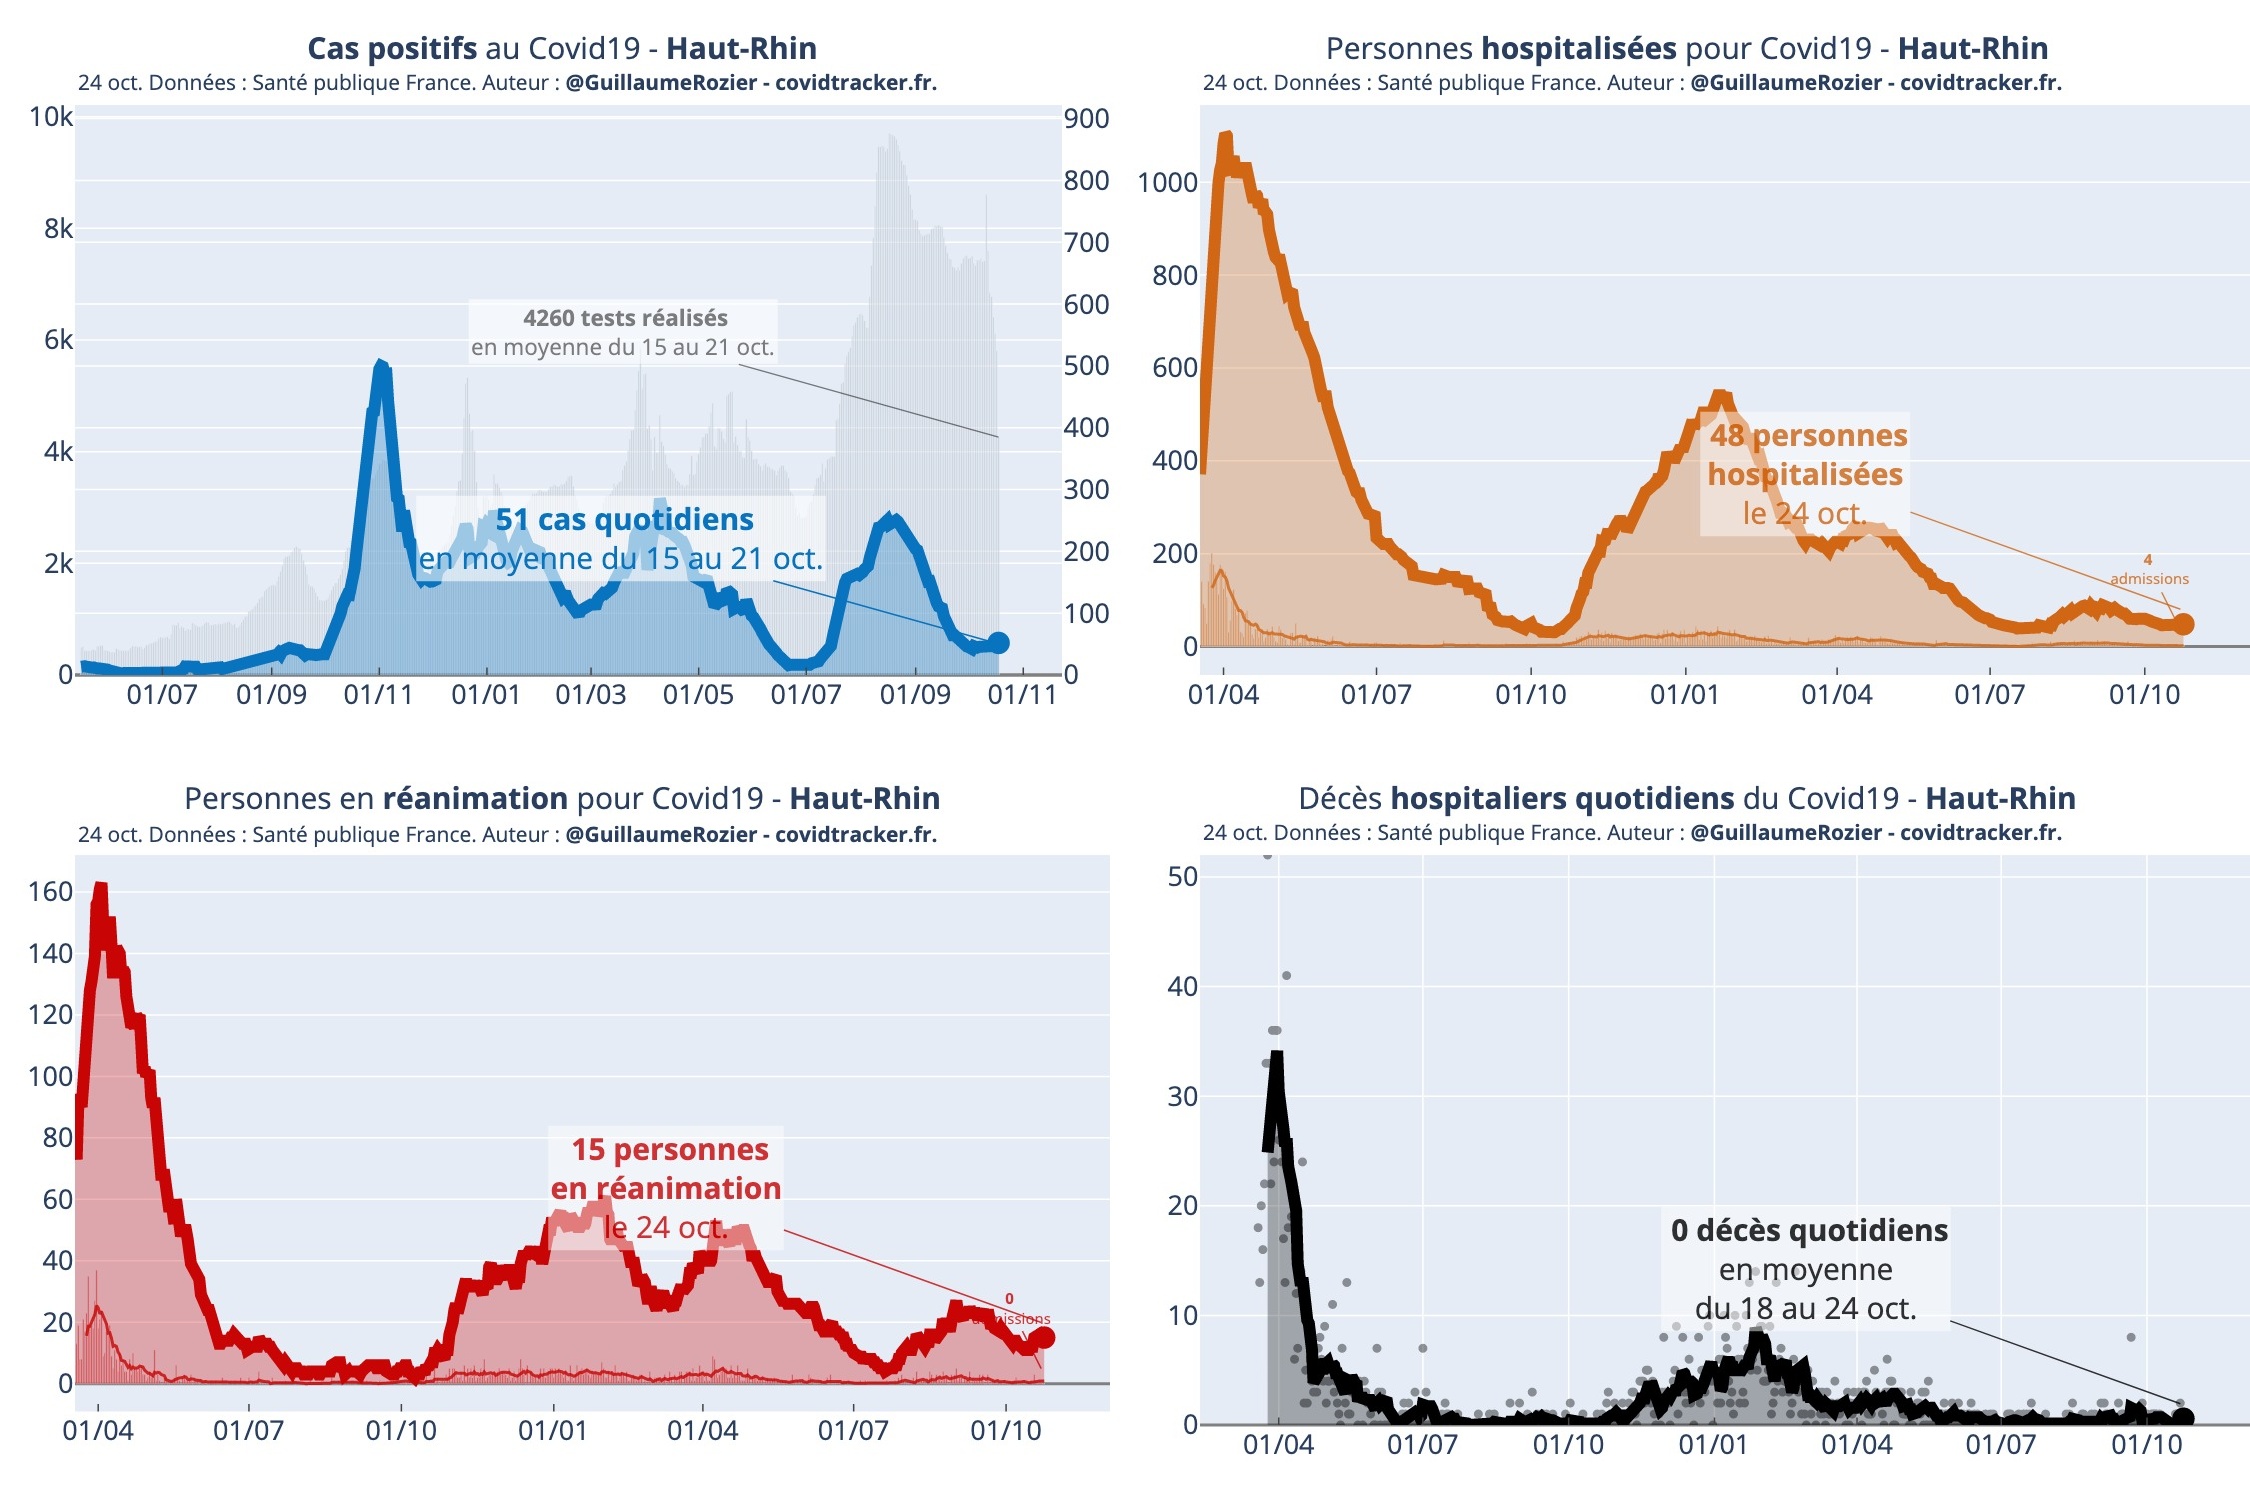 Cas positifs au Covid19 - Haut-Rhin
24 oct. Données : Santé publique France. Auteur : @GuillaumeRozier - covidtracker.fr.
10k
8k
6k
4k
2k
0
900
800
700
600
500
400
300
200
100
0
4260 tests réalisés
en moyenne du 15 au 21 oct.
51 cas quotidiens
en moyenne du 15 au 21 oct.
01/07 01/09 01/11 01/01 01/03 01/05 01/07 01/09 01/11
Personnes hospitalisées pour Covid19 - Haut-Rhin
24 oct. Données : Santé publique France. Auteur : @GuillaumeRozier - covidtracker.fr.
1000
800
600
400
200
0
48 personnes
hospitalisées
le 24 oct.
4
admissions
01/04 01/07 01/10 01/01 01/04 01/07 01/10
Personnes en réanimation pour Covid19 - Haut-Rhin
24 oct. Données : Santé publique France. Auteur : @GuillaumeRozier - covidtracker.fr.
160
140
120
100
80
60
40
20
0
15 personnes
en réanimation
le 24 oct.
0
admissions
01/04 01/07 01/10 01/01 01/04 01/07 01/10
Décès hospitaliers quotidiens du Covid19 - Haut-Rhin
24 oct. Données : Santé publique France. Auteur : @GuillaumeRozier - covidtracker.fr.
50
40
30
20
10
0
0 décès quotidiens
en moyenne
du 18 au 24 oct.
01/04 01/07 01/10 01/01 01/04 01/07 01/10